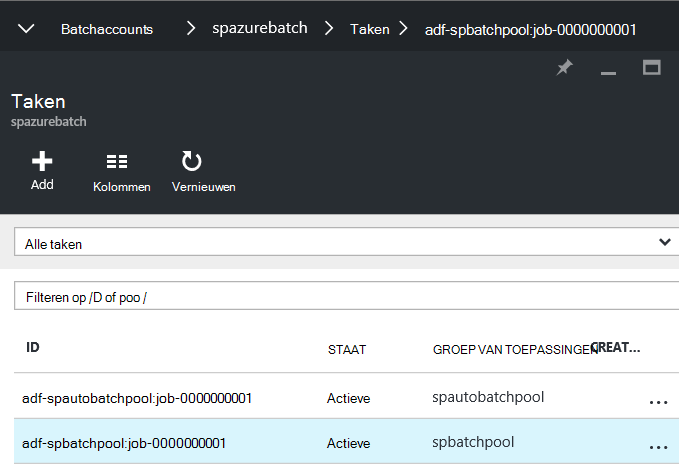 Batchaccounts > spazurebatch > Taken > adf-spbatchpool:job-0000000001
Taken
spazurebatch
Add Kolommen Vernieuwen
Alle taken
Filteren op /D of poo /
ID STAAT GROEP VAN TOEPASSINGEN CREAT...
adf-spautobatchpool:job-0000000001 Actieve spautobatchpool ...
adf-spbatchpool:job-0000000001 Actieve spbatchpool ...